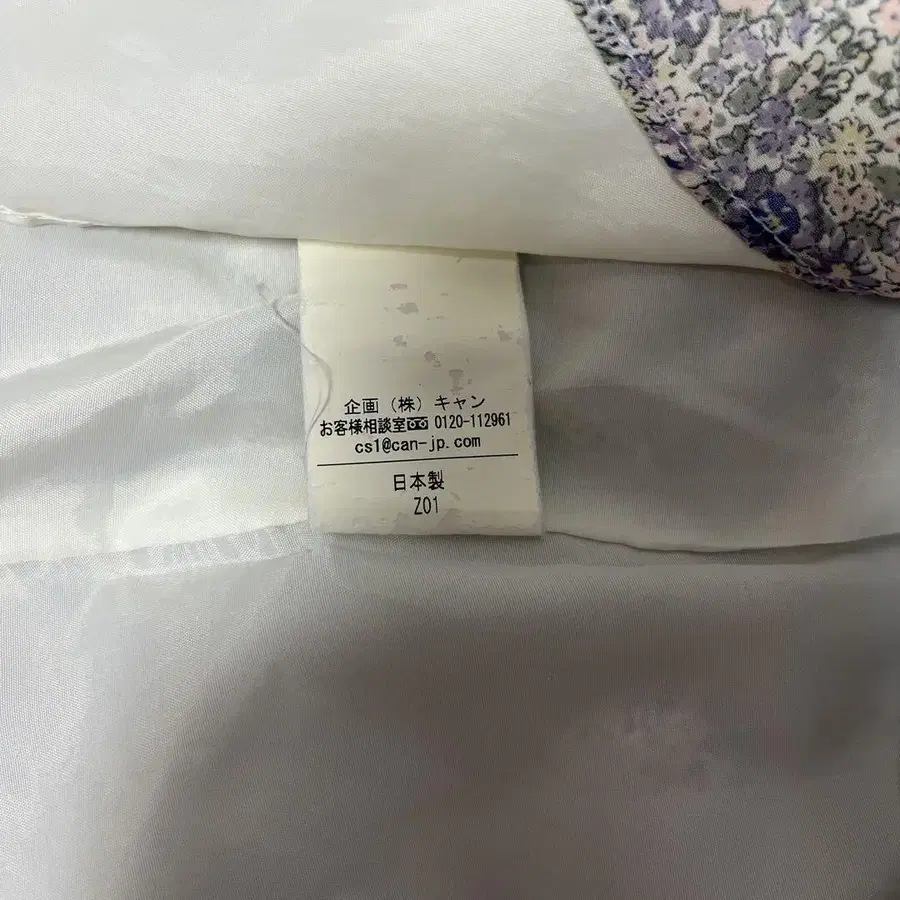 企画（株）キャン
お客様相談室 0120-112961
cs1@can-jp.com
日本製
Z01